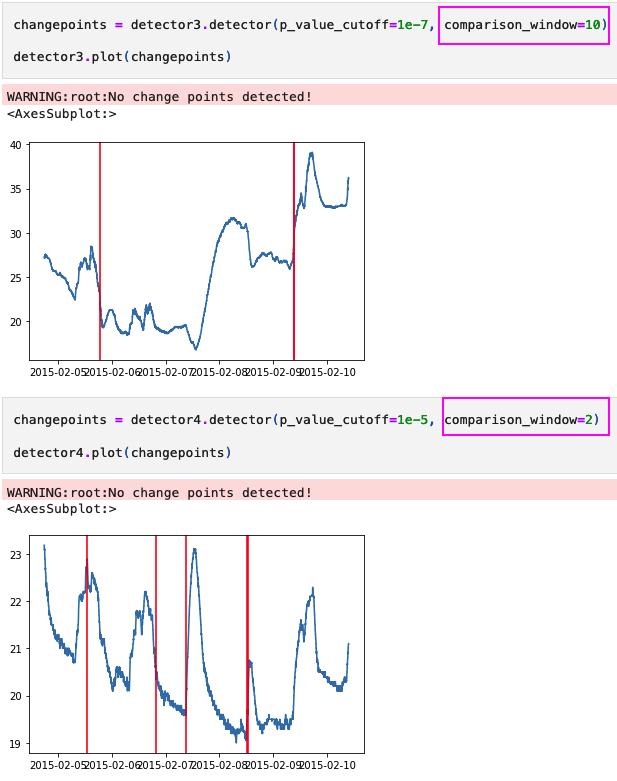 changepoints = detector3.detector(p_value_cutoff=1e-7, comparison_window=10)
detector3.plot(changepoints)
WARNING:root:No change points detected!
<AxesSubplot:>
40
35
30
25
20
2015-02-05 2015-02-06 2015-02-07 2015-02-08 2015-02-09 2015-02-10
changepoints = detector4.detector(p_value_cutoff=1e-5, comparison_window=2)
detector4.plot(changepoints)
WARNING:root:No change points detected!
<AxesSubplot:>
23
22
21
20
19
2015-02-05 2015-02-06 2015-02-07 2015-02-08 2015-02-09 2015-02-10